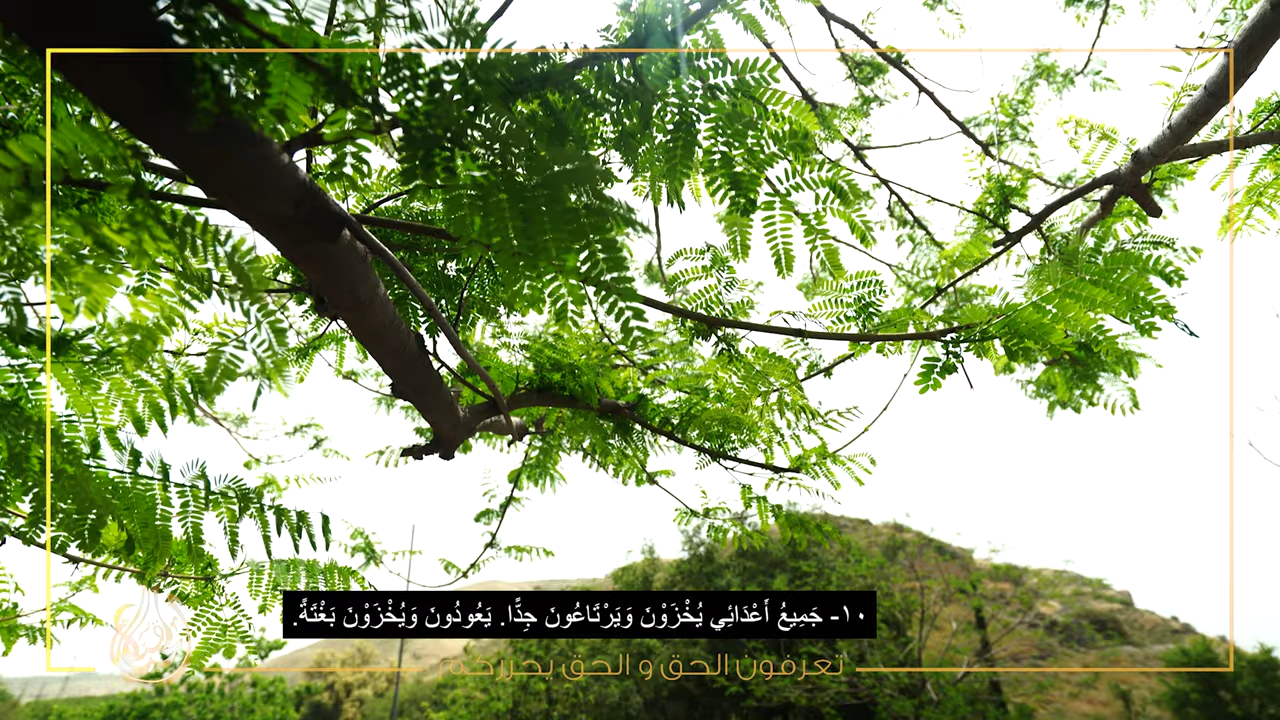 ١٠- جَمِيعُ أَعْدَائِي يُخْزَوْنَ وَيَرْتَاعُونَ جِدًّا. يَعُودُونَ وَيُخْزَوْنَ بَغْتَةً.
تعرفون الحق و الحق يحرركم